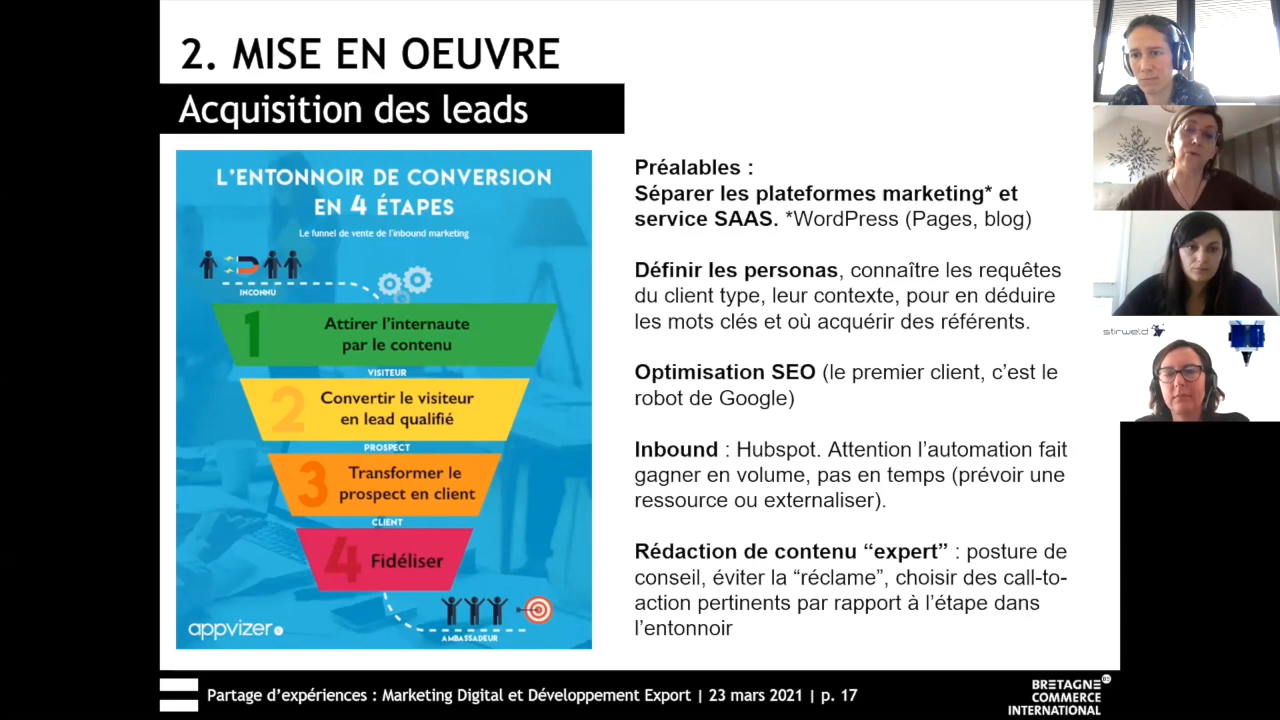 2. MISE EN OEUVRE
Acquisition des leads
L'ENTONNOIR DE CONVERSION
EN 4 ÉTAPES
Le funnel de vente de l'inbound marketing
INCONNU
1
Attirer l'internaute
par le contenu
VISITEUR
2
Convertir le visiteur
en lead qualifié
PROSPECT
3
Transformer le
prospect en client
CLIENT
4
Fidéliser
AMBASSADEUR
appvizer
Préalables :
Séparer les plateformes marketing* et
service SAAS. *WordPress (Pages, blog)
Définir les personas, connaître les requêtes
du client type, leur contexte, pour en déduire
les mots clés et où acquérir des référents.
Optimisation SEO (le premier client, c'est le
robot de Google)
Inbound : Hubspot. Attention l'automation fait
gagner en volume, pas en temps (prévoir une
ressource ou externaliser).
Rédaction de contenu “expert” : posture de
conseil, éviter la “réclame”, choisir des call-to-
action pertinents par rapport à l'étape dans
l'entonnoir
stirweld
Partage d'expériences : Marketing Digital et Développement Export | 23 mars 2021 | p. 17
BRETAGNE
COMMERCE
INTERNATIONAL